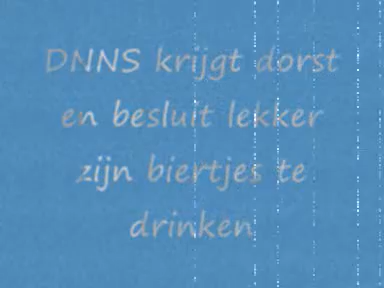 DNNS krijgt dorst
en besluit lekker
zijn biertjes te
drinken